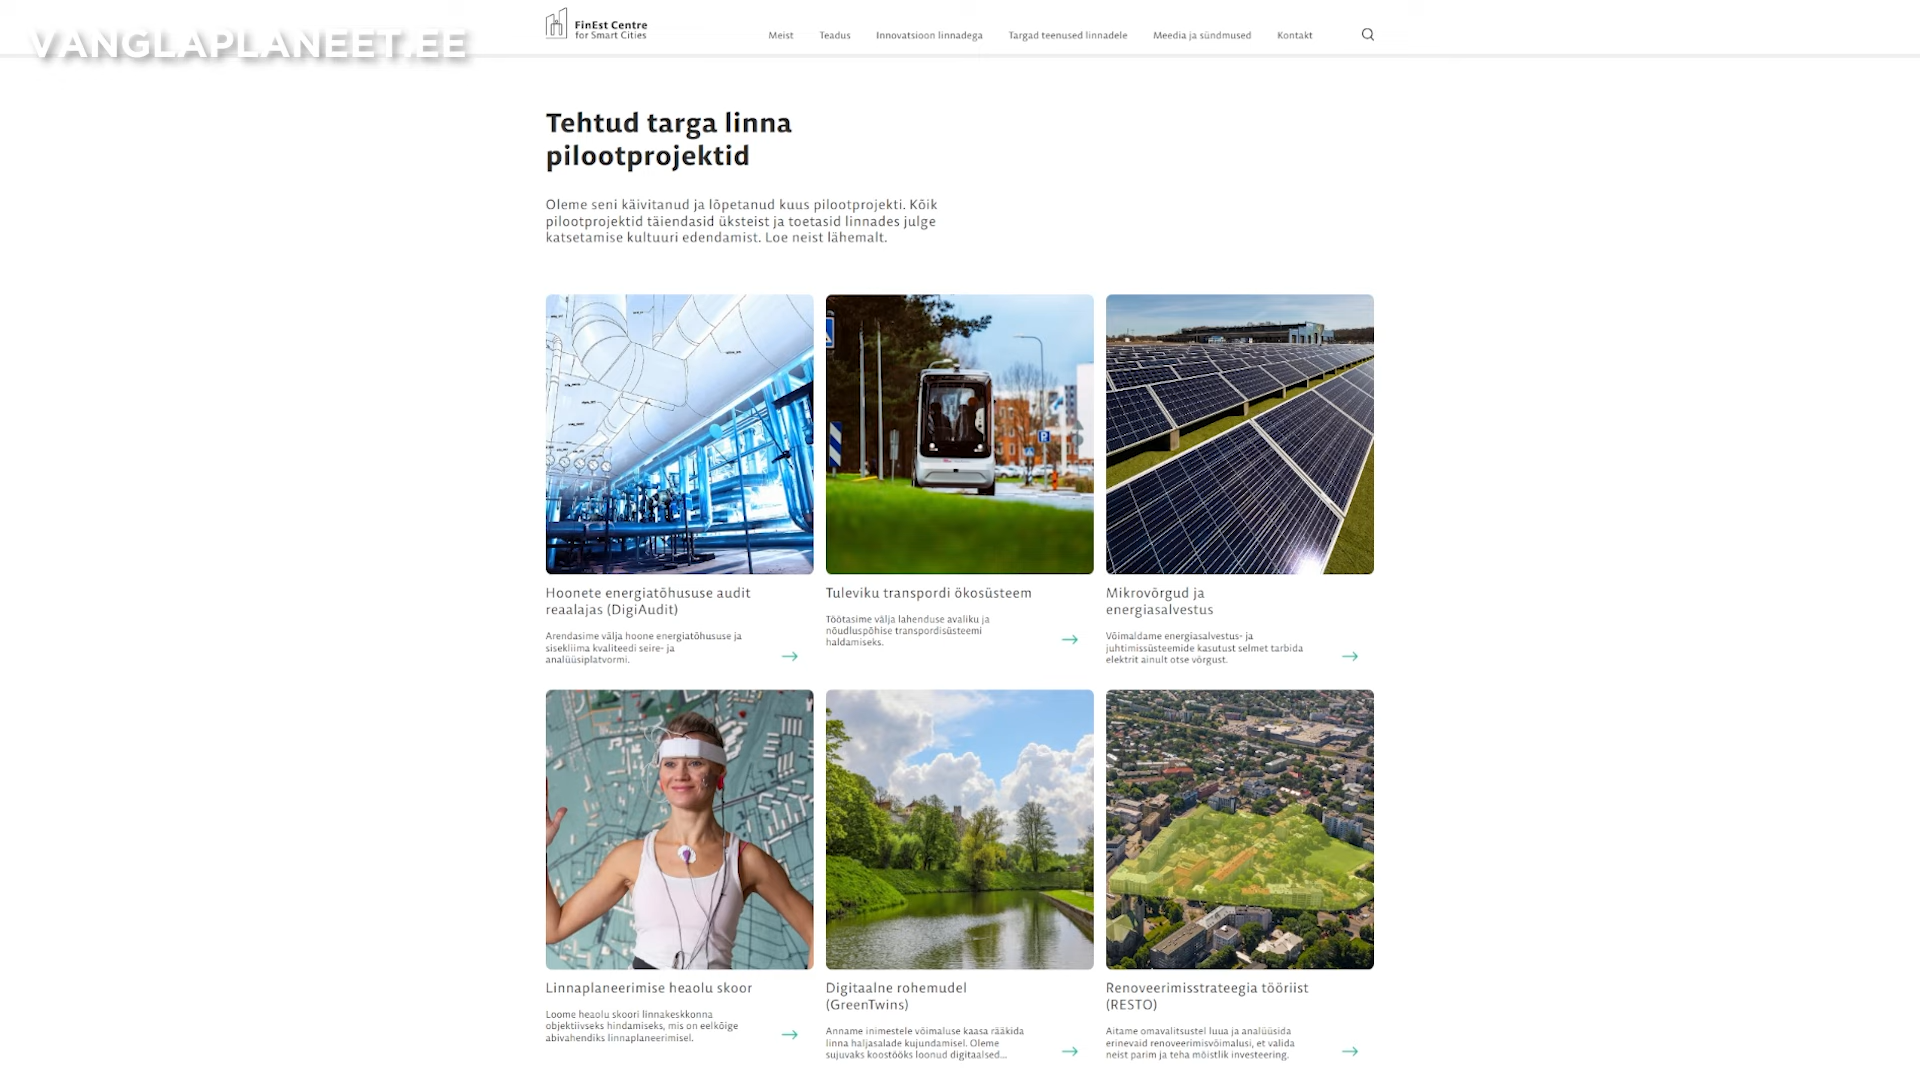 VANGLAPLANEET.EE
FinEst Centre
for Smart Cities
Meist
Teadus
Innovatsioon linnadega
Targad teenused linnadele
Meedia ja sündmused
Kontakt
Tehtud targa linna
pilootprojektid
Oleme seni käivitanud ja lõpetanud kuus pilootprojekti. Kõik
pilootprojektid täiendasid üksteist ja toetasid linnades julge
katsetamise kultuuri edendamist. Loe neist lähemalt.
Hoonete energiatõhususe audit
reaalajas (DigiAudit)
Arendasime välja hoone energiatõhususe ja
sisekliima kvaliteedi seire- ja
analüüsiplatvormi.
Tuleviku transpordi ökosüsteem
Töötasime välja lahenduse avaliku ja
nõudluspõhise transpordisüsteemi
haldamiseks.
Mikrovõrgud ja
energiasalvestus
Võimaldame energiasalvestus- ja
juhtimissüsteemide kasutust selmet tarbida
elektrit ainult otse võrgust.
Linnaplaneerimise heaolu skoor
Loome heaolu skoori linnakeskkonna
objektiivseks hindamiseks, mis on eelkõige
abivahendiks linnaplaneerimisel.
Digitaalne rohemudel
(GreenTwins)
Anname inimestele võimaluse kaasa rääkida
linna haljasalade kujundamisel. Oleme
sujuvaks koostööks loonud digitaalsed...
Renoveerimisstrateegia tööriist
(RESTO)
Aitame omavalitsustel luua ja analüüsida
erinevaid renoveerimisvõimalusi, et valida
neist parim ja teha mõistlik investeering.